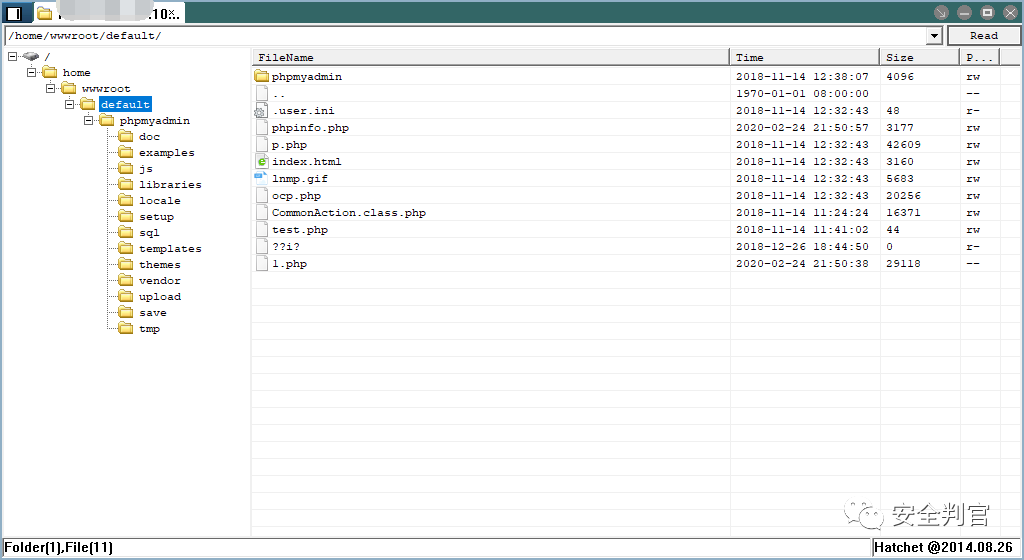 .10:..
/home/wwwroot/default/ Read
/
home
wwwroot
default
phpmyadmin
doc
examples
js
libraries
locale
setup
sql
templates
themes
vendor
upload
save
tmp
FileName Time Size P...
phpmyadmin 2018-11-14 12:38:07 4096 rw
.. 1970-01-01 08:00:00 --
.user.ini 2018-11-14 12:32:43 48 r-
phpinfo.php 2020-02-24 21:50:57 3177 rw
p.php 2018-11-14 12:32:43 42609 rw
index.html 2018-11-14 12:32:43 3160 rw
lnmp.gif 2018-11-14 12:32:43 5683 rw
ocp.php 2018-11-14 12:32:43 20256 rw
CommonAction.class.php 2018-11-14 11:24:24 16371 rw
test.php 2018-11-14 11:41:02 44 rw
??i? 2018-12-26 18:44:50 0 r-
1.php 2020-02-24 21:50:38 29118 --
安全判官
Folder(1),File(11) Hatchet @2014.08.26